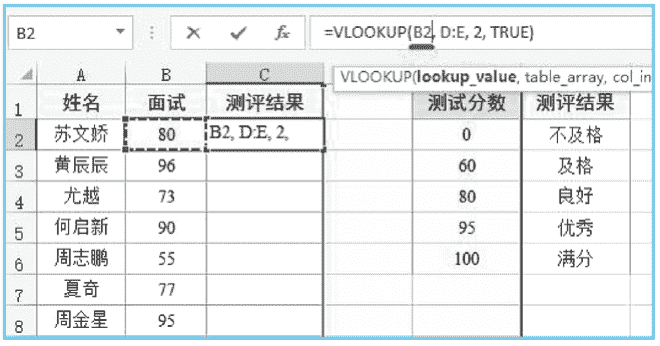 B2 =VLOOKUP(B2, D:E, 2, TRUE)
VLOOKUP(lookup_value, table_array, col_in
A B C
1 姓名 面试 测评结果 测试分数 测评结果
2 苏文娇 80 B2, D:E, 2, 0 不及格
3 黄辰辰 96 60 及格
4 尤越 73 80 良好
5 何启新 90 95 优秀
6 周志鹏 55 100 满分
7 夏奇 77
8 周金星 95